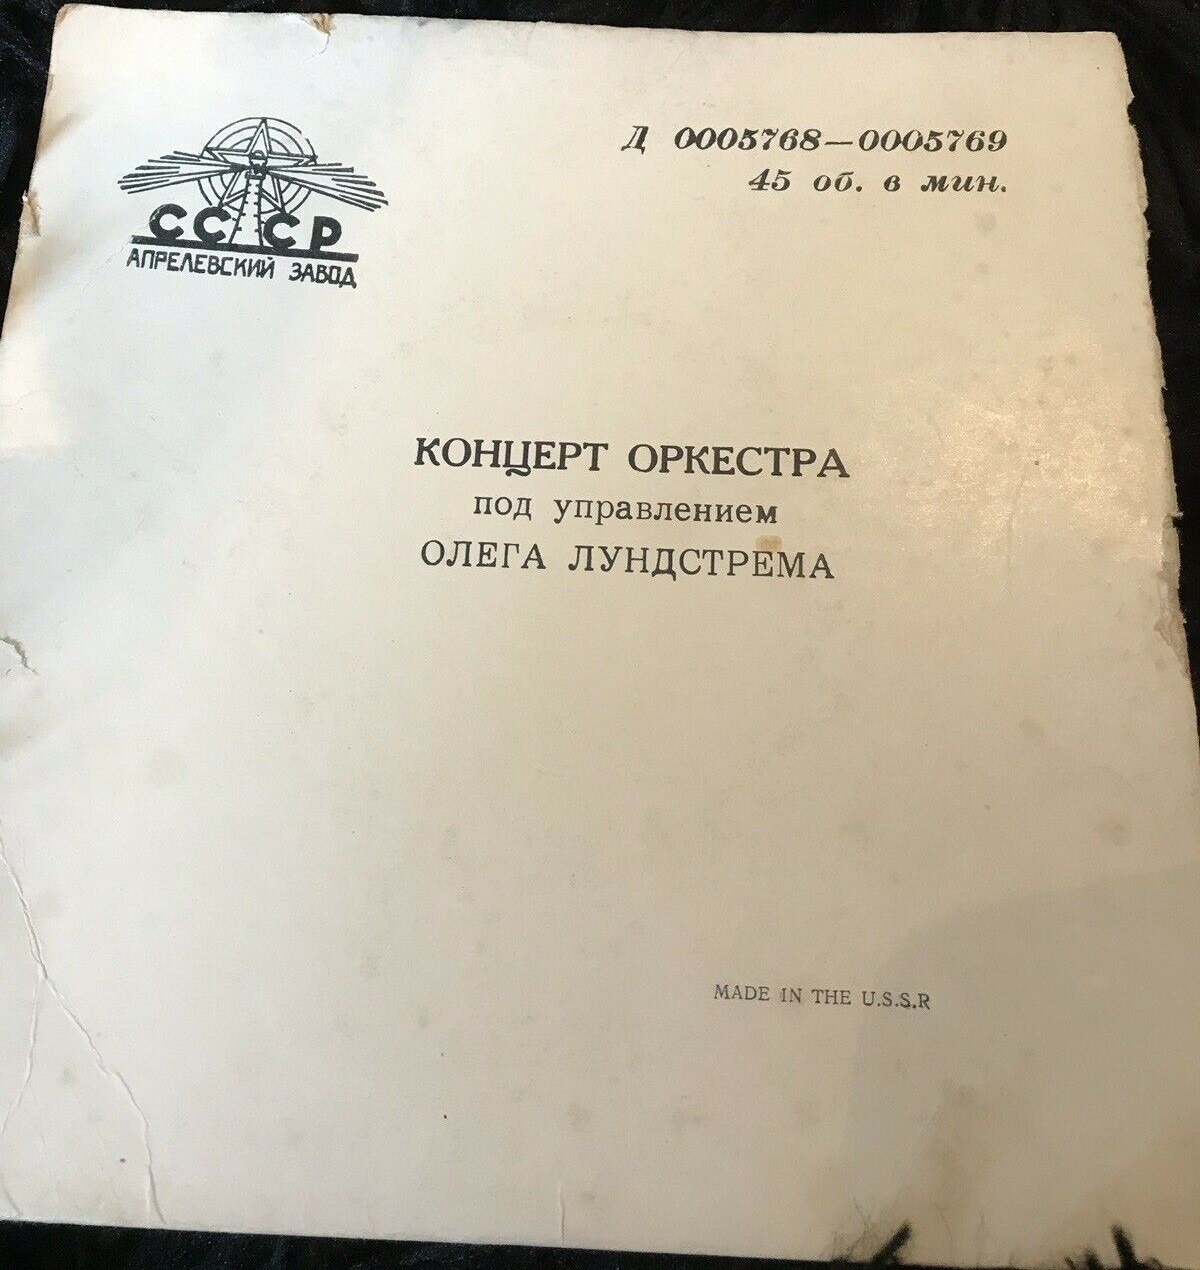 СССР
АПРЕЛЕВСКИЙ ЗАВОД
Д 0005768—0005769
45 об. в мин.
КОНЦЕРТ ОРКЕСТРА
под управлением
ОЛЕГА ЛУНДСТРЕМА
MADE IN THE U.S.S.R